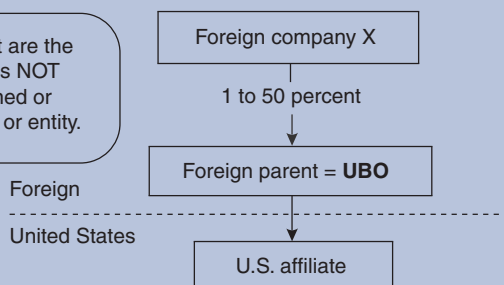 t are the
s NOT
ned or
or entity.
Foreign company X
1 to 50 percent
Foreign parent = UBO
Foreign
United States
U.S. affiliate